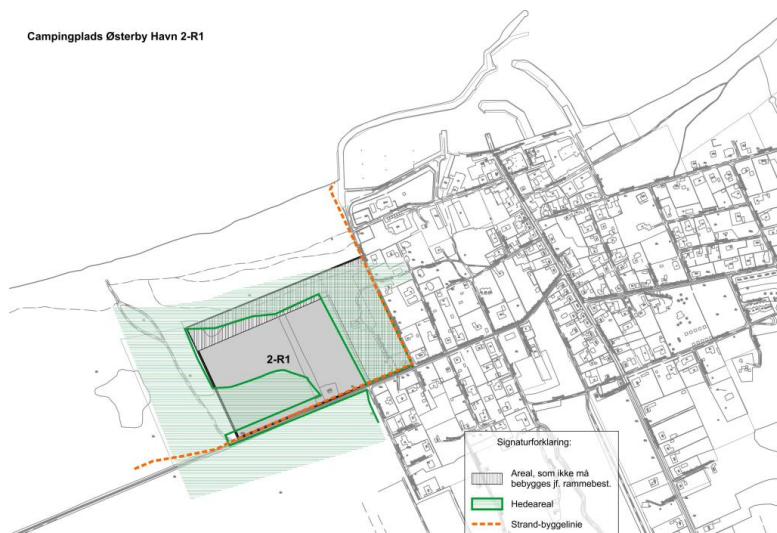 Campingplads Østerby Havn 2-R1
2-R1
Signaturforklaring:
Areal, som ikke må
bebygges jf. rammebest.
Hedeareal
Strand-byggelinie